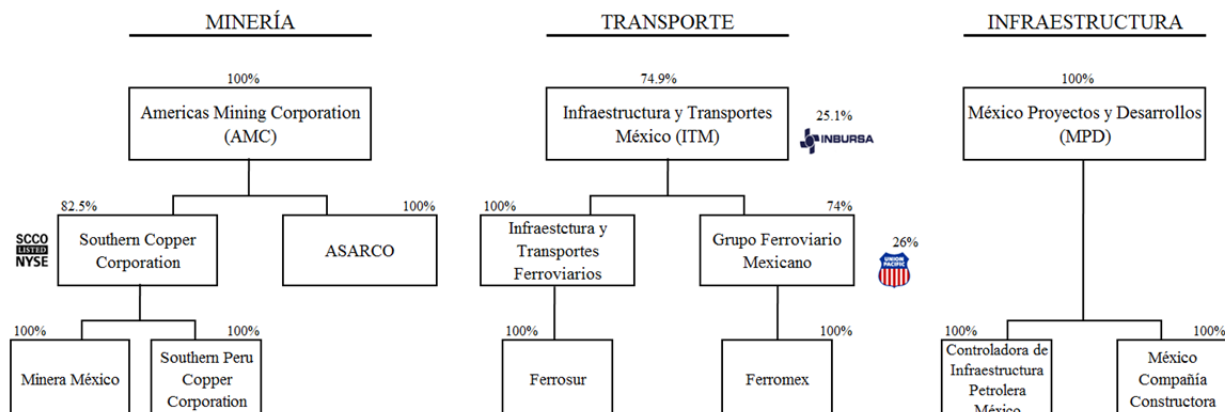 MINERÍA
TRANSPORTE
INFRAESTRUCTURA
100%
Americas Mining Corporation
(AMC)
74.9%
Infraestructura y Transportes
México (ITM)
25.1%
INBURSA
100%
México Proyectos y Desarrollos
(MPD)
82.5%
SCCO
LISTED
NYSE
Southern Copper
Corporation
100%
ASARCO
100%
Infraestctura y
Transportes
Ferroviarios
74%
Grupo Ferroviario
Mexicano
26%
UNION
PACIFIC
100%
Minera México
100%
Southern Peru
Copper
Corporation
100%
Ferrosur
100%
Ferromex
100%
Controladora de
Infraestructura
Petrolera
México
100%
México
Compañía
Constructora